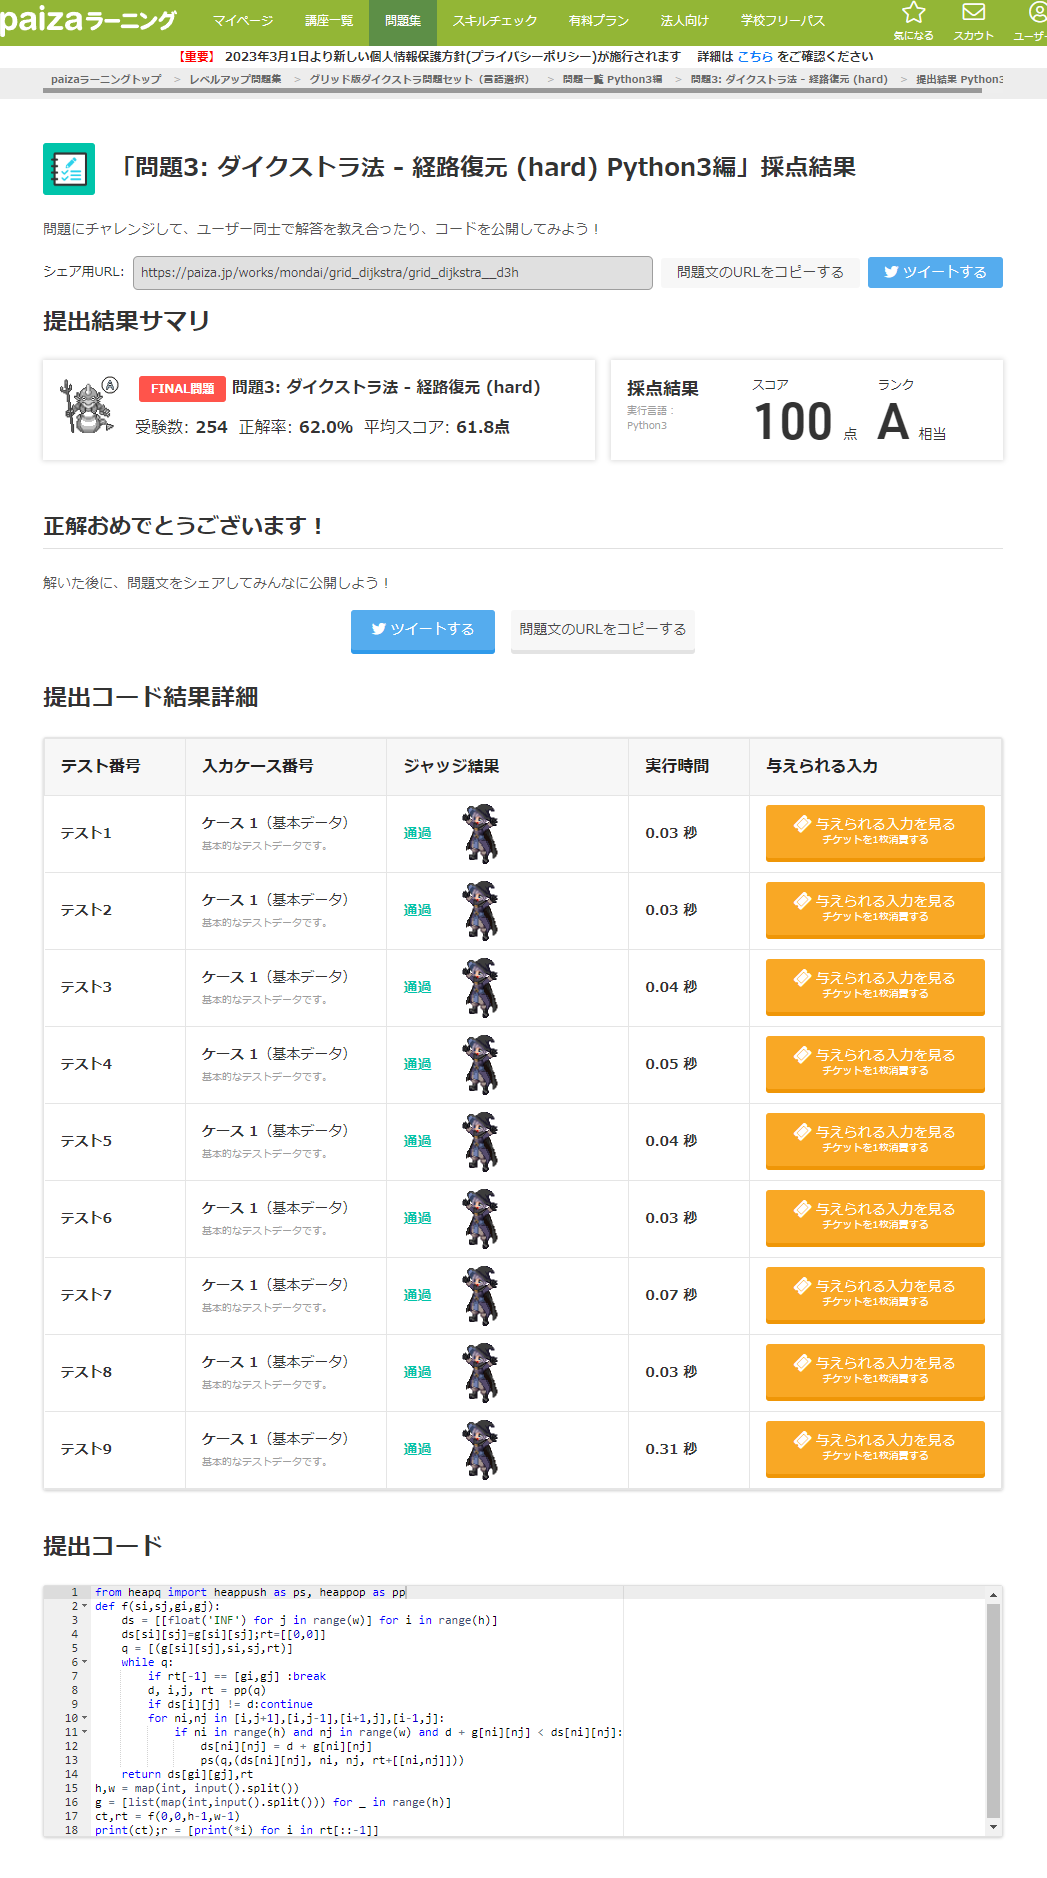 paizaラーニング
マイページ 講座一覧 問題集 スキルチェック 有料プラン 法人向け 学校フリーパス 気になる スカウト ユーザー
【重要】 2023年3月1日より新しい個人情報保護方針(プライバシーポリシー)が施行されます 詳細は こちら をご確認ください
paizaラーニングトップ > レベルアップ問題集 > グリッド版ダイクストラ問題セット（言語選択） > 問題一覧 Python3編 > 問題3: ダイクストラ法 - 経路復元 (hard) > 提出結果 Python3
「問題3: ダイクストラ法 - 経路復元 (hard) Python3編」採点結果
問題にチャレンジして、ユーザー同士で解答を教え合ったり、コードを公開してみよう！
シェア用URL: https://paiza.jp/works/mondai/grid_dijkstra/grid_dijkstra__d3h 問題文のURLをコピーする ツイートする
提出結果サマリ
A FINAL問題 問題3: ダイクストラ法 - 経路復元 (hard)
受験数: 254 正解率: 62.0% 平均スコア: 61.8点
採点結果 スコア ランク
実行言語：
Python3
100 点 A 相当
正解おめでとうございます！
解いた後に、問題文をシェアしてみんなに公開しよう！
ツイートする 問題文のURLをコピーする
提出コード結果詳細
テスト番号 入力ケース番号 ジャッジ結果 実行時間 与えられる入力
テスト1 ケース 1（基本データ） 通過 0.03 秒 与えられる入力を見る
基本的なテストデータです。 チケットを1枚消費する
テスト2 ケース 1（基本データ） 通過 0.03 秒 与えられる入力を見る
基本的なテストデータです。 チケットを1枚消費する
テスト3 ケース 1（基本データ） 通過 0.04 秒 与えられる入力を見る
基本的なテストデータです。 チケットを1枚消費する
テスト4 ケース 1（基本データ） 通過 0.05 秒 与えられる入力を見る
基本的なテストデータです。 チケットを1枚消費する
テスト5 ケース 1（基本データ） 通過 0.04 秒 与えられる入力を見る
基本的なテストデータです。 チケットを1枚消費する
テスト6 ケース 1（基本データ） 通過 0.03 秒 与えられる入力を見る
基本的なテストデータです。 チケットを1枚消費する
テスト7 ケース 1（基本データ） 通過 0.07 秒 与えられる入力を見る
基本的なテストデータです。 チケットを1枚消費する
テスト8 ケース 1（基本データ） 通過 0.03 秒 与えられる入力を見る
基本的なテストデータです。 チケットを1枚消費する
テスト9 ケース 1（基本データ） 通過 0.31 秒 与えられる入力を見る
基本的なテストデータです。 チケットを1枚消費する
提出コード
1 from heapq import heappush as ps, heappop as pp
2 def f(si,sj,gi,gj):
3 ds = [[float('INF') for j in range(w)] for i in range(h)]
4 ds[si][sj]=g[si][sj];rt=[[0,0]]
5 q = [(g[si][sj],si,sj,rt)]
6 while q:
7 if rt[-1] == [gi,gj] :break
8 d, i,j, rt = pp(q)
9 if ds[i][j] != d:continue
10 for ni,nj in [i,j+1],[i,j-1],[i+1,j],[i-1,j]:
11 if ni in range(h) and nj in range(w) and d + g[ni][nj] < ds[ni][nj]:
12 ds[ni][nj] = d + g[ni][nj]
13 ps(q,(ds[ni][nj], ni, nj, rt+[[ni,nj]]))
14 return ds[gi][gj],rt
15 h,w = map(int, input().split())
16 g = [list(map(int,input().split())) for _ in range(h)]
17 ct,rt = f(0,0,h-1,w-1)
18 print(ct);r = [print(*i) for i in rt[::-1]]